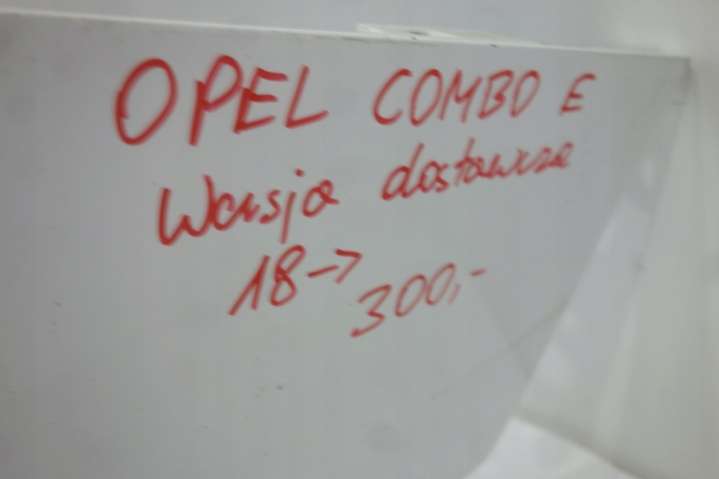 OPEL COMBO E
Wersja dostawcza
18→
300,-